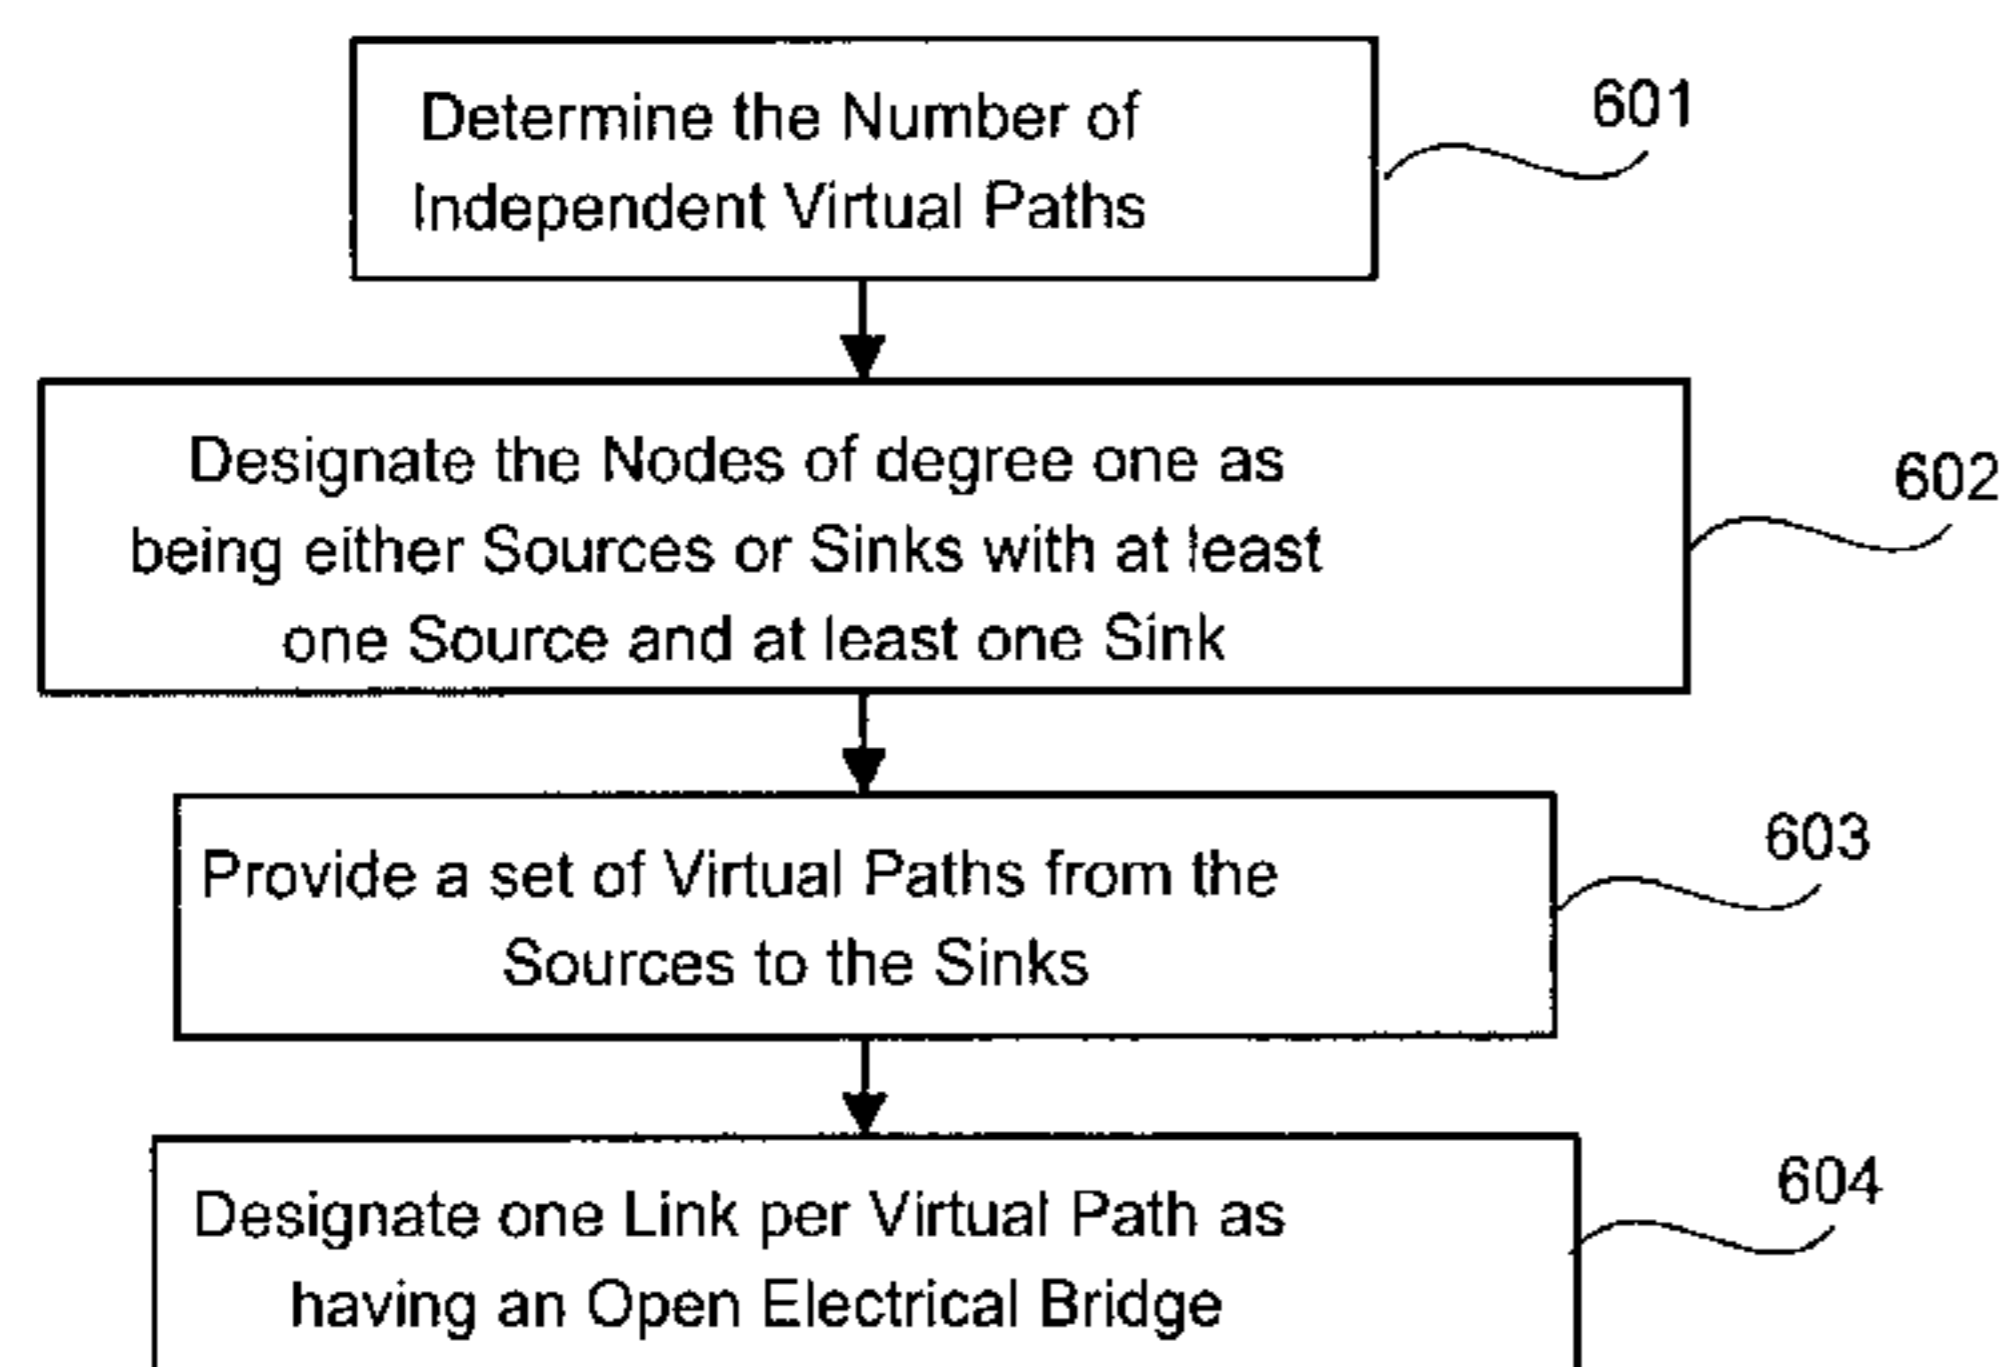 Determine the Number of
Independent Virtual Paths
601
Designate the Nodes of degree one as
being either Sources or Sinks with at least
one Source and at least one Sink
602
Provide a set of Virtual Paths from the
Sources to the Sinks
603
Designate one Link per Virtual Path as
having an Open Electrical Bridge
604